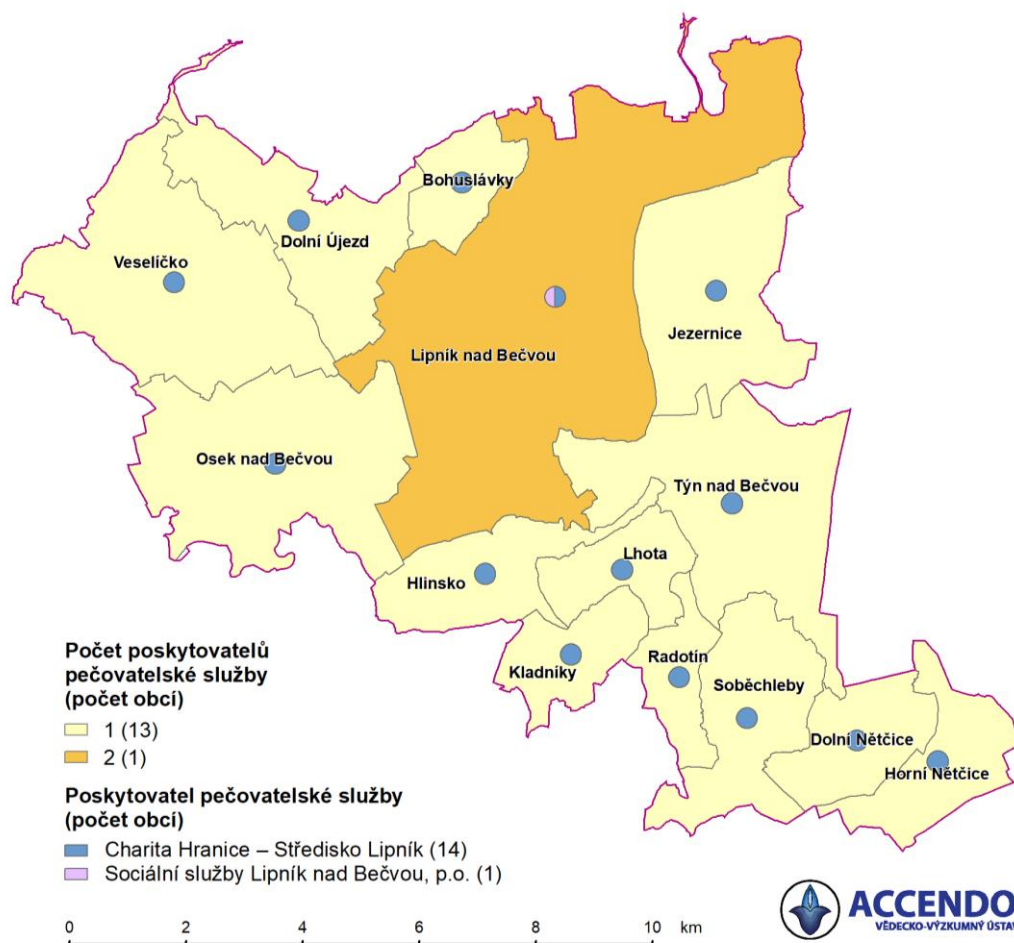 Bohuslávky
Dolní Újezd
Veselíčko
Lipník nad Bečvou
Jezernice
Osek nad Bečvou
Týn nad Bečvou
Lhota
Hlinsko
Kladníky
Radotín
Soběchleby
Dolní Nětčice
Horní Nětčice
Počet poskytovatelů
pečovatelské služby
(počet obcí)
1 (13)
2 (1)
Poskytovatel pečovatelské služby
(počet obcí)
Charita Hranice – Středisko Lipník (14)
Sociální služby Lipník nad Bečvou, p.o. (1)
0 2 4 6 8 10 km
ACCENDO
VĚDECKO-VÝZKUMNÝ ÚSTAV